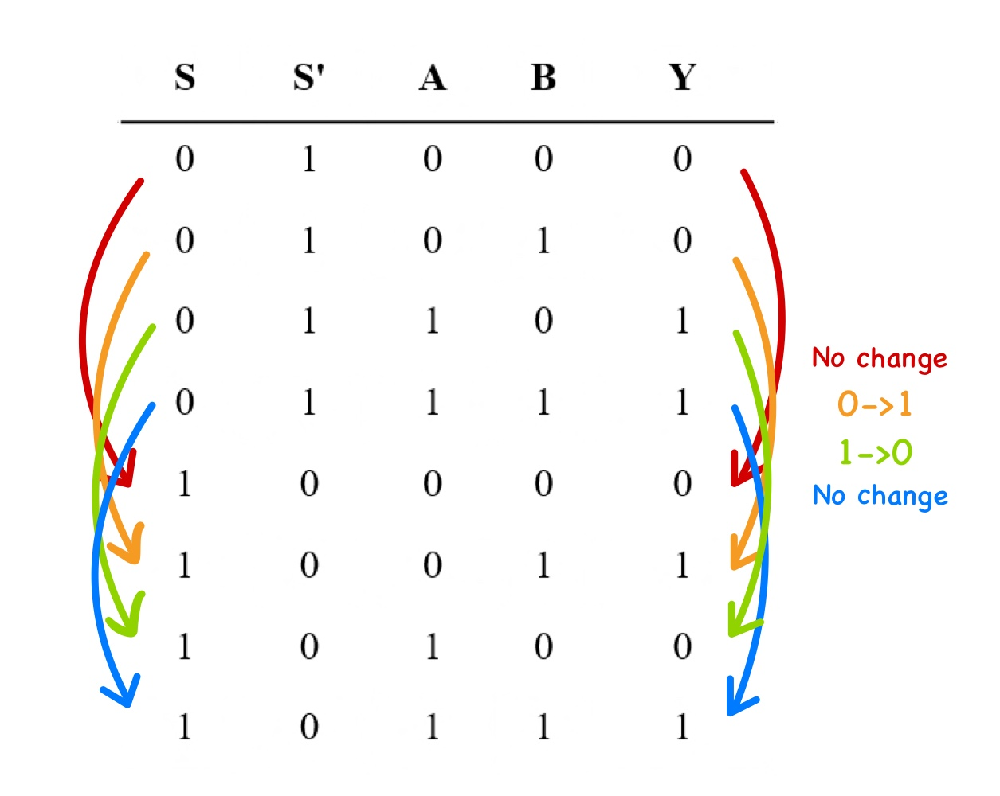 S S' A B Y
0 1 0 0 0
0 1 0 1 0
0 1 1 0 1
0 1 1 1 1
1 0 0 0 0
1 0 0 1 1
1 0 1 0 0
1 0 1 1 1
No change
0->1
1->0
No change